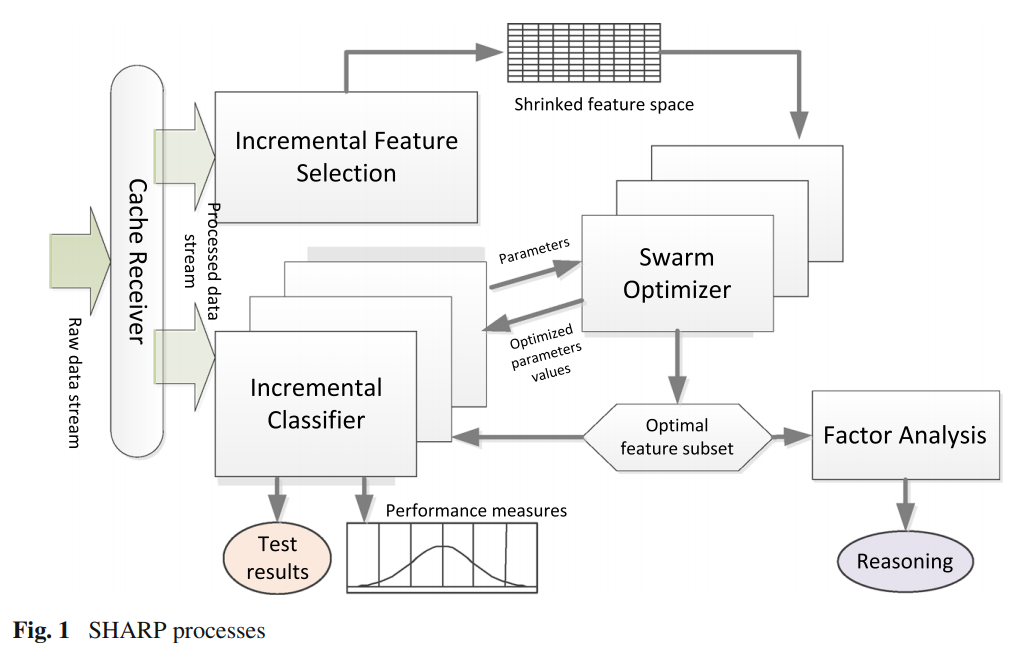 Shrinked feature space
Incremental Feature
Selection
Cache Receiver
Processed data
stream
Raw data stream
Parameters
Swarm
Optimizer
Optimized
parameters
values
Incremental
Classifier
Optimal
feature subset
Factor Analysis
Performance measures
Test
results
Reasoning
Fig. 1 SHARP processes